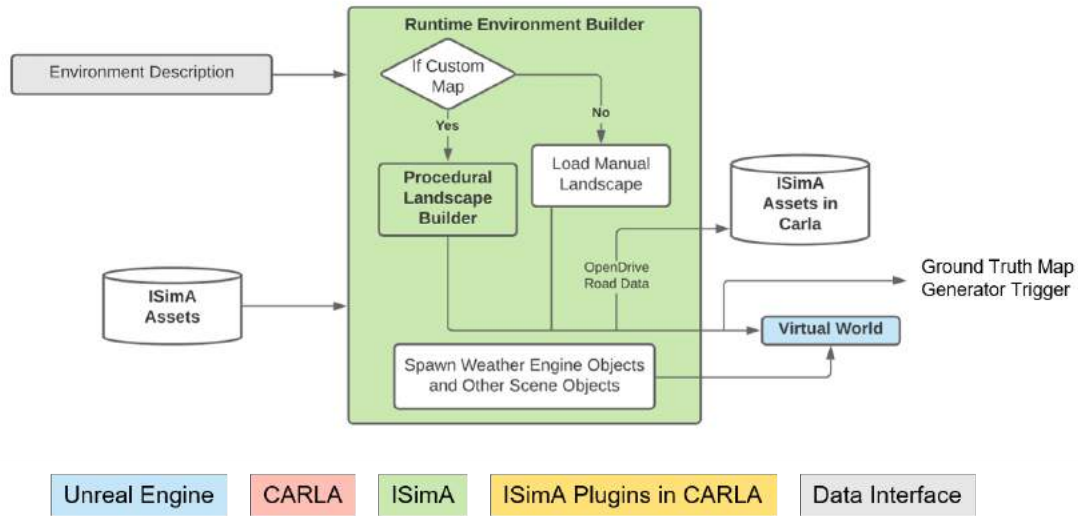 Runtime Environment Builder
Environment Description
If Custom
Map
Yes
No
Procedural
Landscape
Builder
Load Manual
Landscape
ISimA
Assets in
Carla
OpenDrive
Road Data
Ground Truth Map
Generator Trigger
ISimA
Assets
Virtual World
Spawn Weather Engine Objects
and Other Scene Objects
Unreal Engine
CARLA
ISimA
ISimA Plugins in CARLA
Data Interface